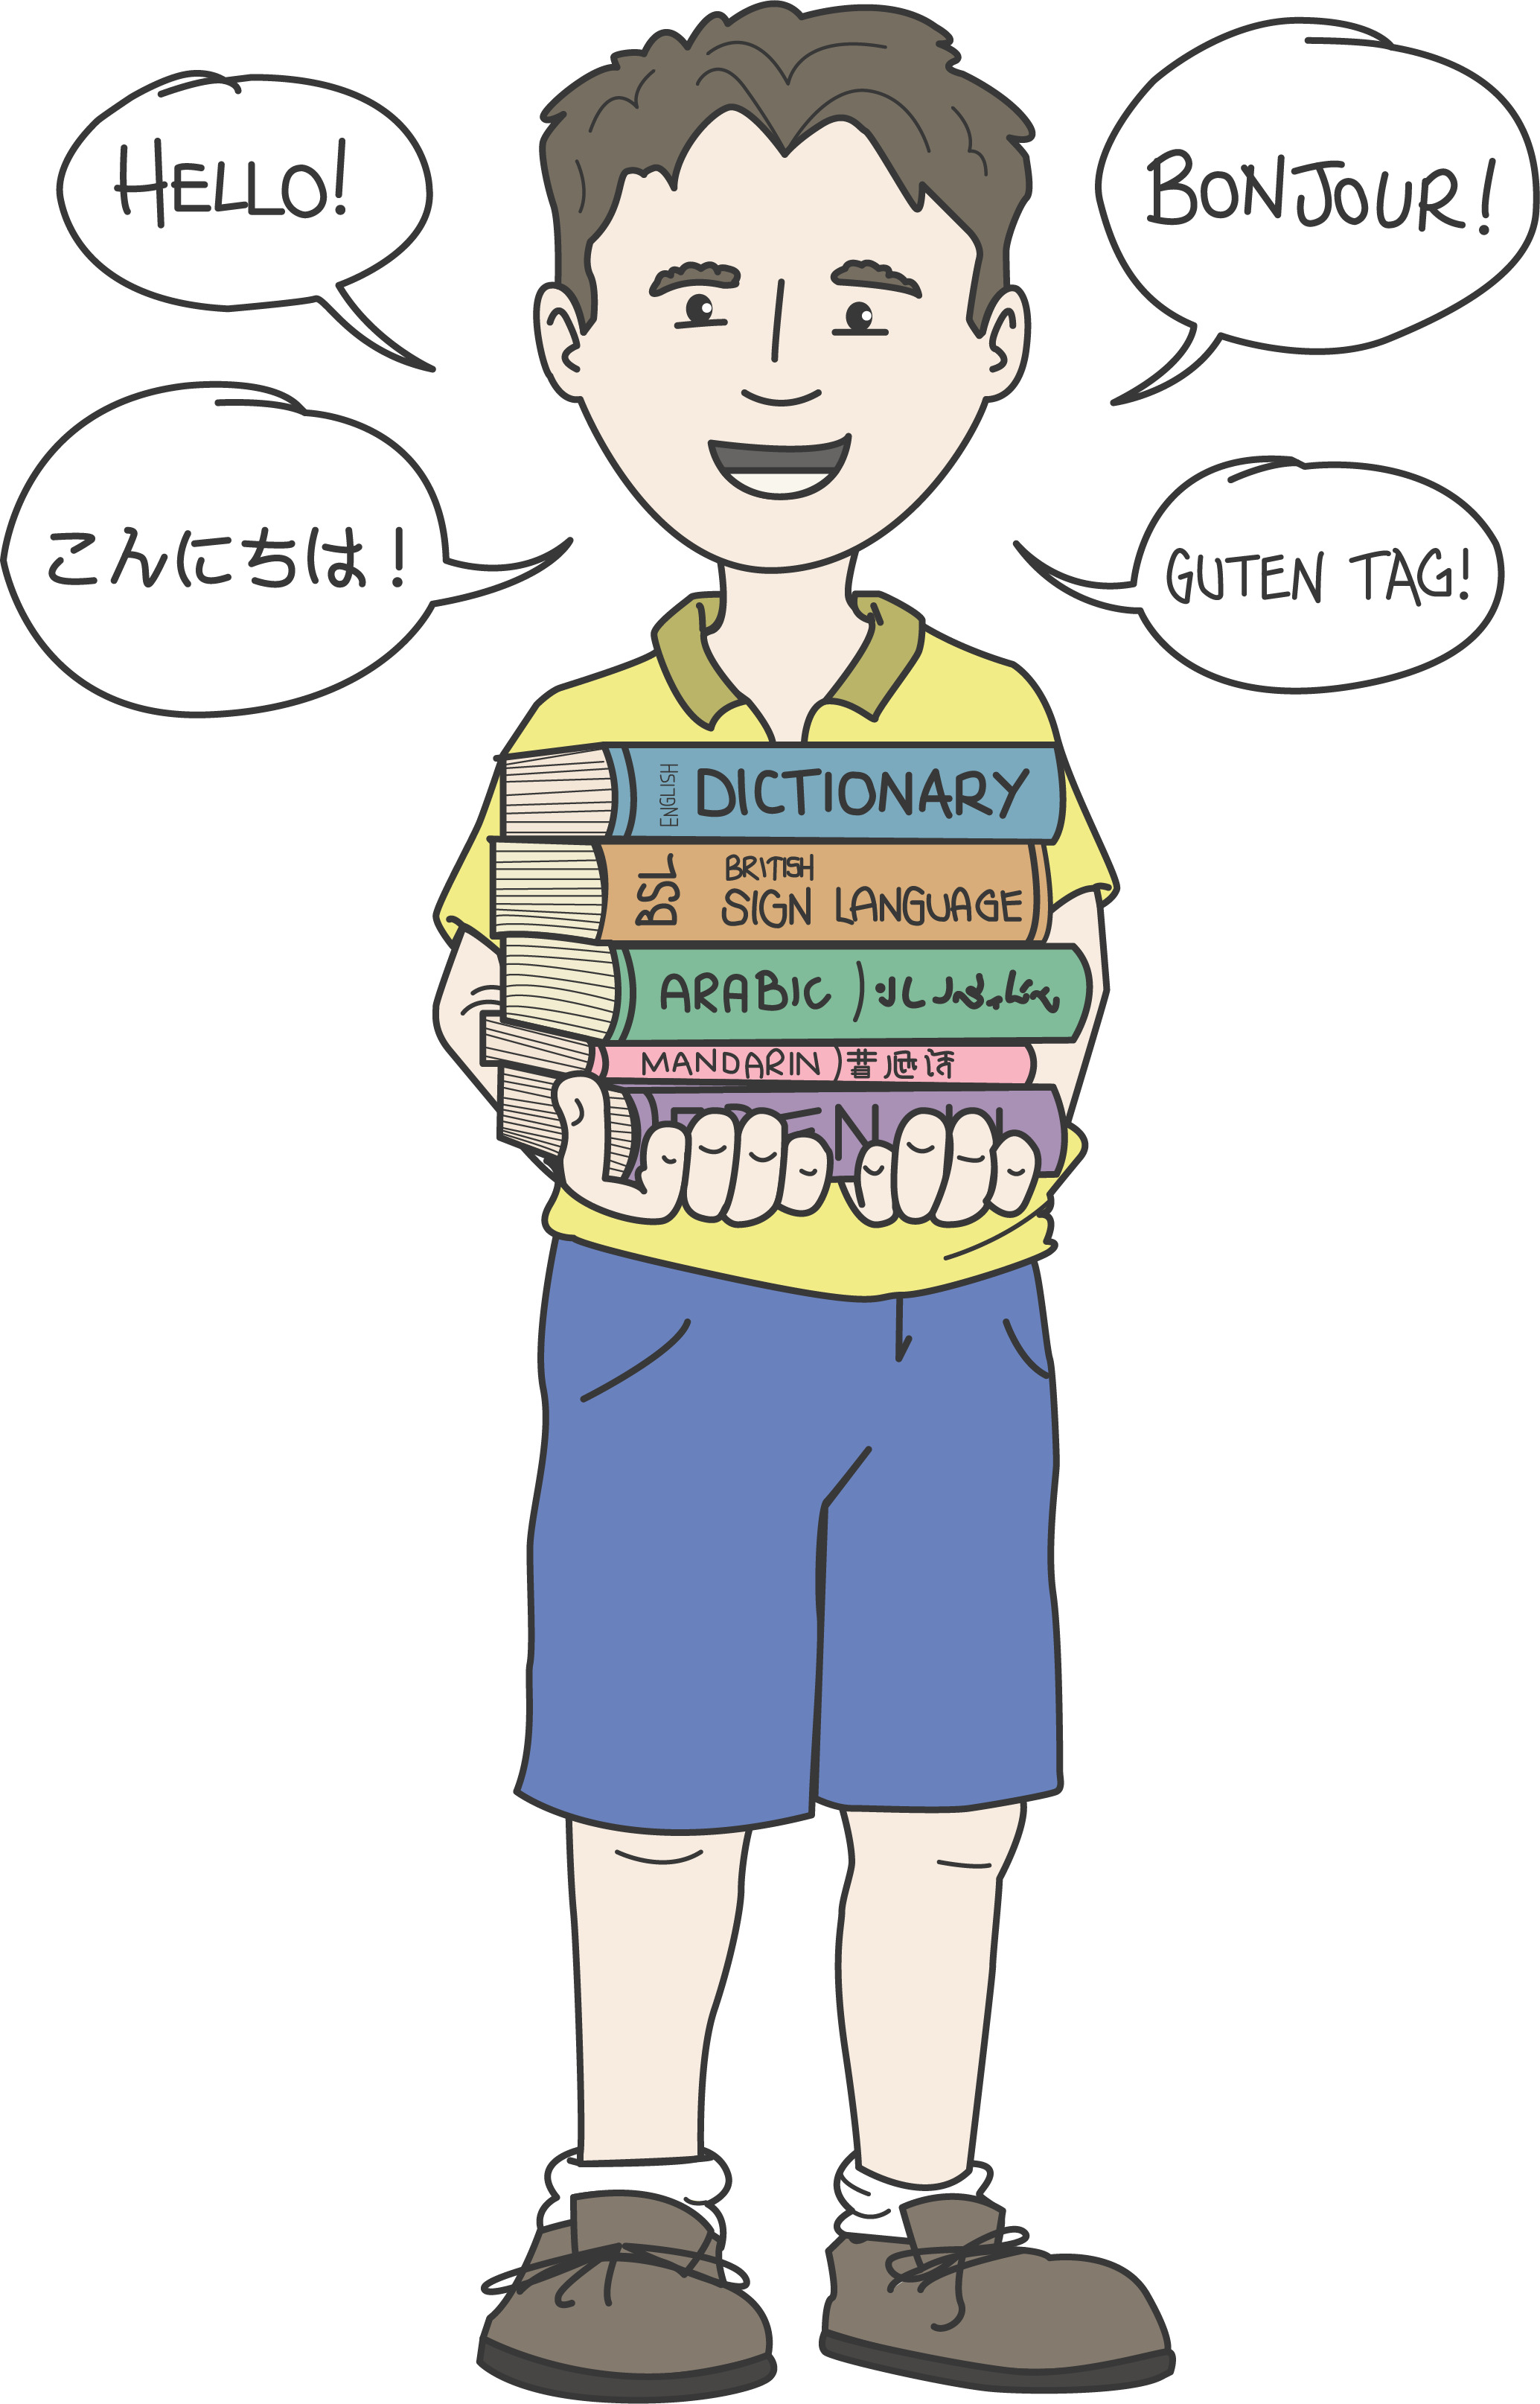 HELLO!
BONJOUR!
こんにちは!
GUTEN TAG!
ENGLISH DICTIONARY
BSL
BRITISH
SIGN LANGUAGE
ARABIC
MANDARIN